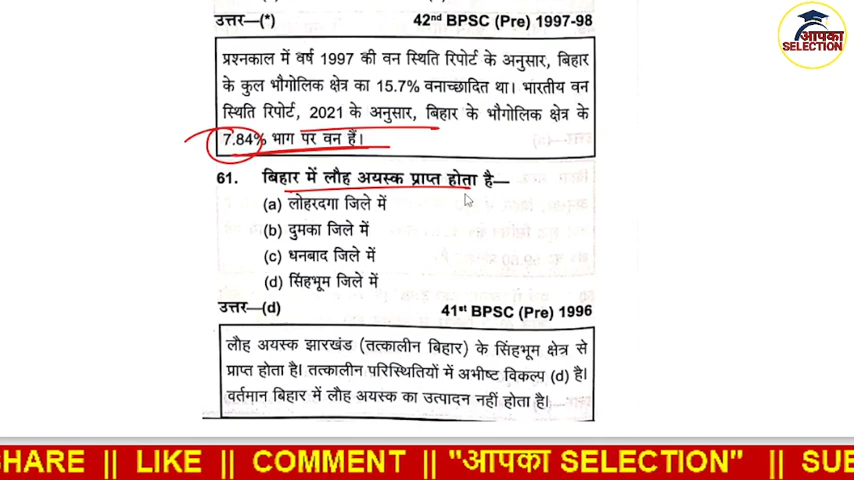 उत्तर—(*) 42nd BPSC (Pre) 1997-98
आपका
SELECTION
प्रश्नकाल में वर्ष 1997 की वन स्थिति रिपोर्ट के अनुसार, बिहार
के कुल भौगोलिक क्षेत्र का 15.7% वनाच्छादित था। भारतीय वन
स्थिति रिपोर्ट, 2021 के अनुसार, बिहार के भौगोलिक क्षेत्र के
7.84% भाग पर वन हैं।
61. बिहार में लौह अयस्क प्राप्त होता है—
(a) लोहरदगा जिले में
(b) दुमका जिले में
(c) धनबाद जिले में
(d) सिंहभूम जिले में
उत्तर—(d) 41st BPSC (Pre) 1996
लौह अयस्क झारखंड (तत्कालीन बिहार) के सिंहभूम क्षेत्र से
प्राप्त होता है। तत्कालीन परिस्थितियों में अभीष्ट विकल्प (d) है।
वर्तमान बिहार में लौह अयस्क का उत्पादन नहीं होता है।
SHARE || LIKE || COMMENT || "आपका SELECTION" || SUB